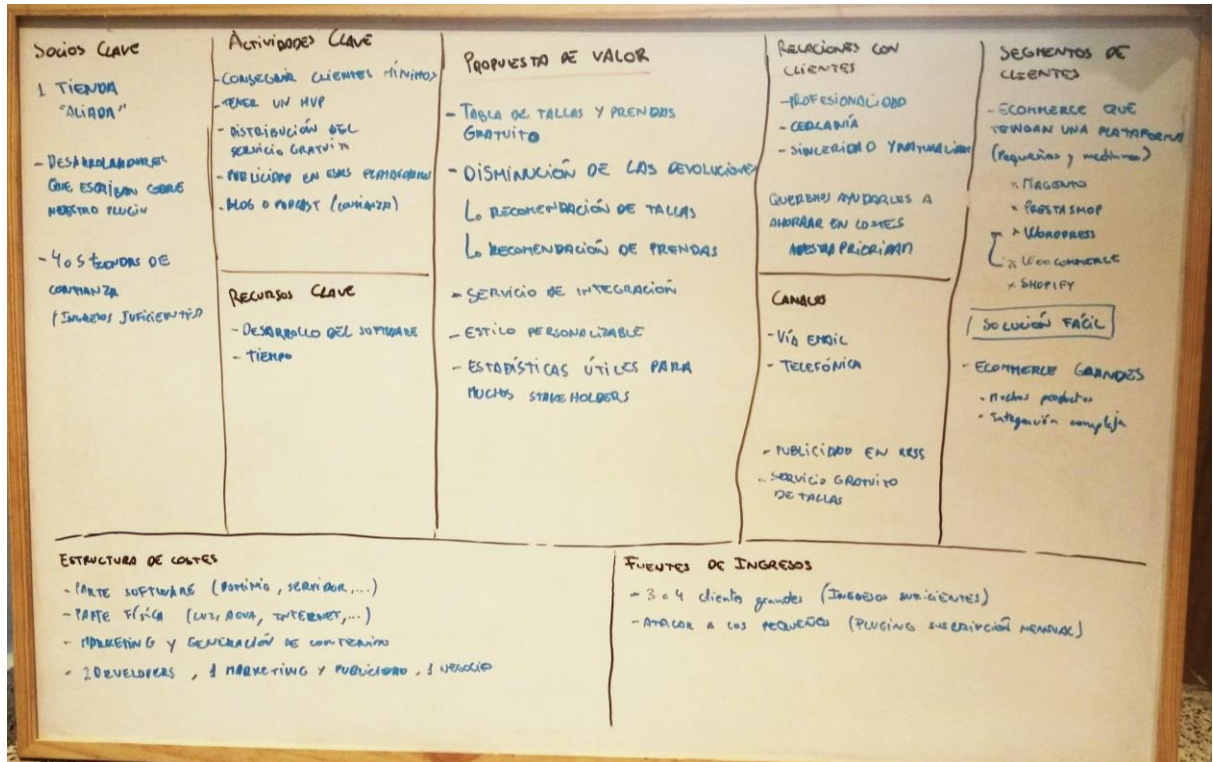 SOCIOS CLAVE
1 TIENDA
"ALIADA"
- DESARROLADORES
QUE ESCRIBAN SOBRE
NUESTRO PLUGIN
- 4 o 5 TIENDAS DE
CONFIANZA
(INGRESOS SUFICIENTES)
ACTIVIDADES CLAVE
- CONSEGUIR CLIENTES MÍNIMOS
- TENER UN MVP
- DISTRIBUCIÓN DEL
SERVICIO GRATUITO
- PUBLICIDAD EN ESAS PLATAFORMAS
- BLOG O PODCAST (CONFIANZA)
RECURSOS CLAVE
- DESARROLLO DEL SOFTWARE
- TIEMPO
PROPUESTA DE VALOR
- TABLA DE TALLAS Y PRENDAS
GRATUITO
- DISMINUCIÓN DE LAS DEVOLUCIONES
RECOMENDACIÓN DE TALLAS
RECOMENDACIÓN DE PRENDAS
- SERVICIO DE INTEGRACIÓN
- ESTILO PERSONALIZABLE
- ESTADÍSTICAS ÚTILES PARA
MUCHOS STAKEHOLDERS
RELACIONES CON
CLIENTES
- PROFESIONALIDAD
- CERCANÍA
- SINCERIDAD Y NATURALIDAD
QUEREMOS AYUDARLES A
AHORRAR EN COSTES
NUESTRA PRIORIDAD
CANALES
- VÍA EMAIL
- TELEFÓNICA
- PUBLICIDAD EN RRSS
- SERVICIO GRATUITO
DE TALLAS
SEGMENTOS DE
CLIENTES
- ECOMMERCE QUE
TENGAN UNA PLATAFORMA
(Pequeñas y medianas)
× MAGENTO
× PRESTASHOP
× WORDPRESS
× WOOCOMMERCE
× SHOPIFY
SOLUCIÓN FÁCIL
- ECOMMERCE GRANDES
- Muchos productos
- Integración compleja
ESTRUCTURA DE COSTES
- PARTE SOFTWARE (DOMINIO, SERVIDOR, ...)
- PARTE FÍSICA (LUZ, AGUA, INTERNET, ...)
- MARKETING Y GENERACIÓN DE CONTENIDO
- 2 DEVELOPERS, 1 MARKETING Y PUBLICIDAD, 1 NEGOCIO
FUENTES DE INGRESOS
- 3 o 4 clientes grandes (INGRESOS SUFICIENTES)
- ATACAR A LOS PEQUEÑOS (PLUGING SUSCRIPCIÓN MENSUAL)